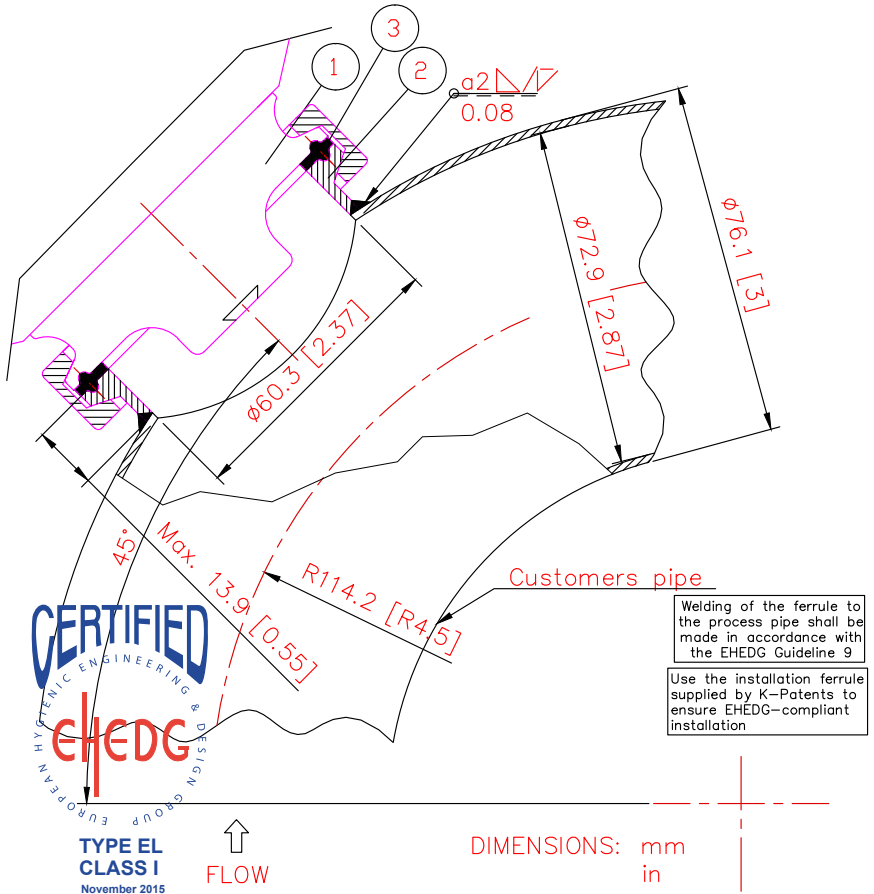 3
1
2
a2
0.08
ø76.1 [3]
ø72.9 [2.87]
ø60.3 [2.37]
45°
Max. 13.9 [0.55]
R114.2 [R4.5]
Customers pipe
Welding of the ferrule to
the process pipe shall be
made in accordance with
the EHEDG Guideline 9
Use the installation ferrule
supplied by K-Patents to
ensure EHEDG-compliant
installation
CERTIFIED
EUROPEAN HYGIENIC ENGINEERING & DESIGN GROUP
EHEDG
TYPE EL
CLASS I
November 2015
FLOW
DIMENSIONS: mm
in